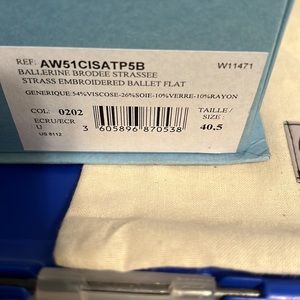 REF: AW51CISATP5B W11471
BALLERINE BRODEE STRASSEE
STRASS EMBROIDERED BALLET FLAT
GENERIQUE 54%VISCOSE-26%SOIE-10%VERRE-10%RAYON
COL: 0202 TAILLE /
ECRU/ECR SIZE : 40.5
U 3 605896 870538
US 8112